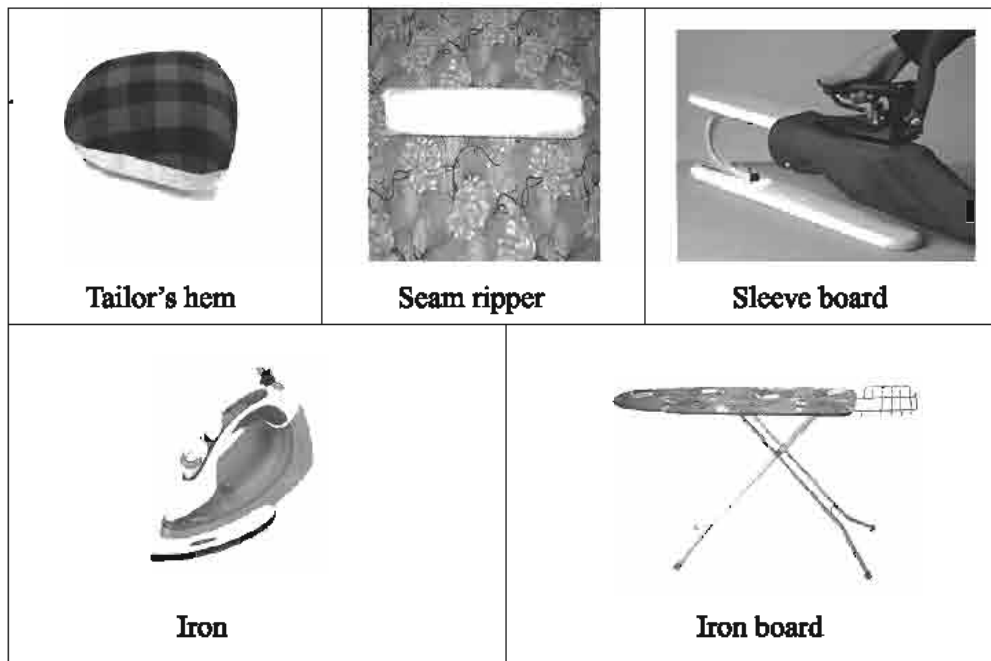 Tailor's hem
Seam ripper
Sleeve board
Iron
Iron board